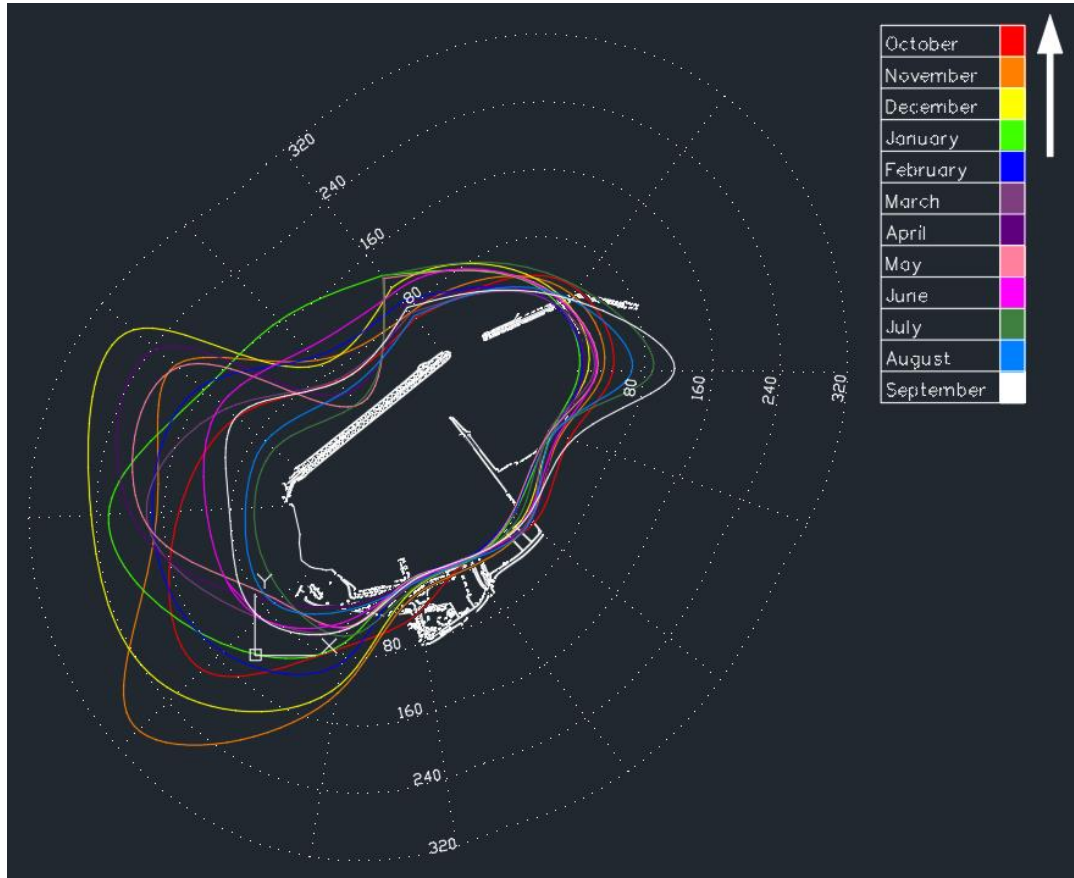 October
November
December
January
February
March
April
May
June
July
August
September
320
240
160
80
80 160 240 320
Y
X
80
160
240
320